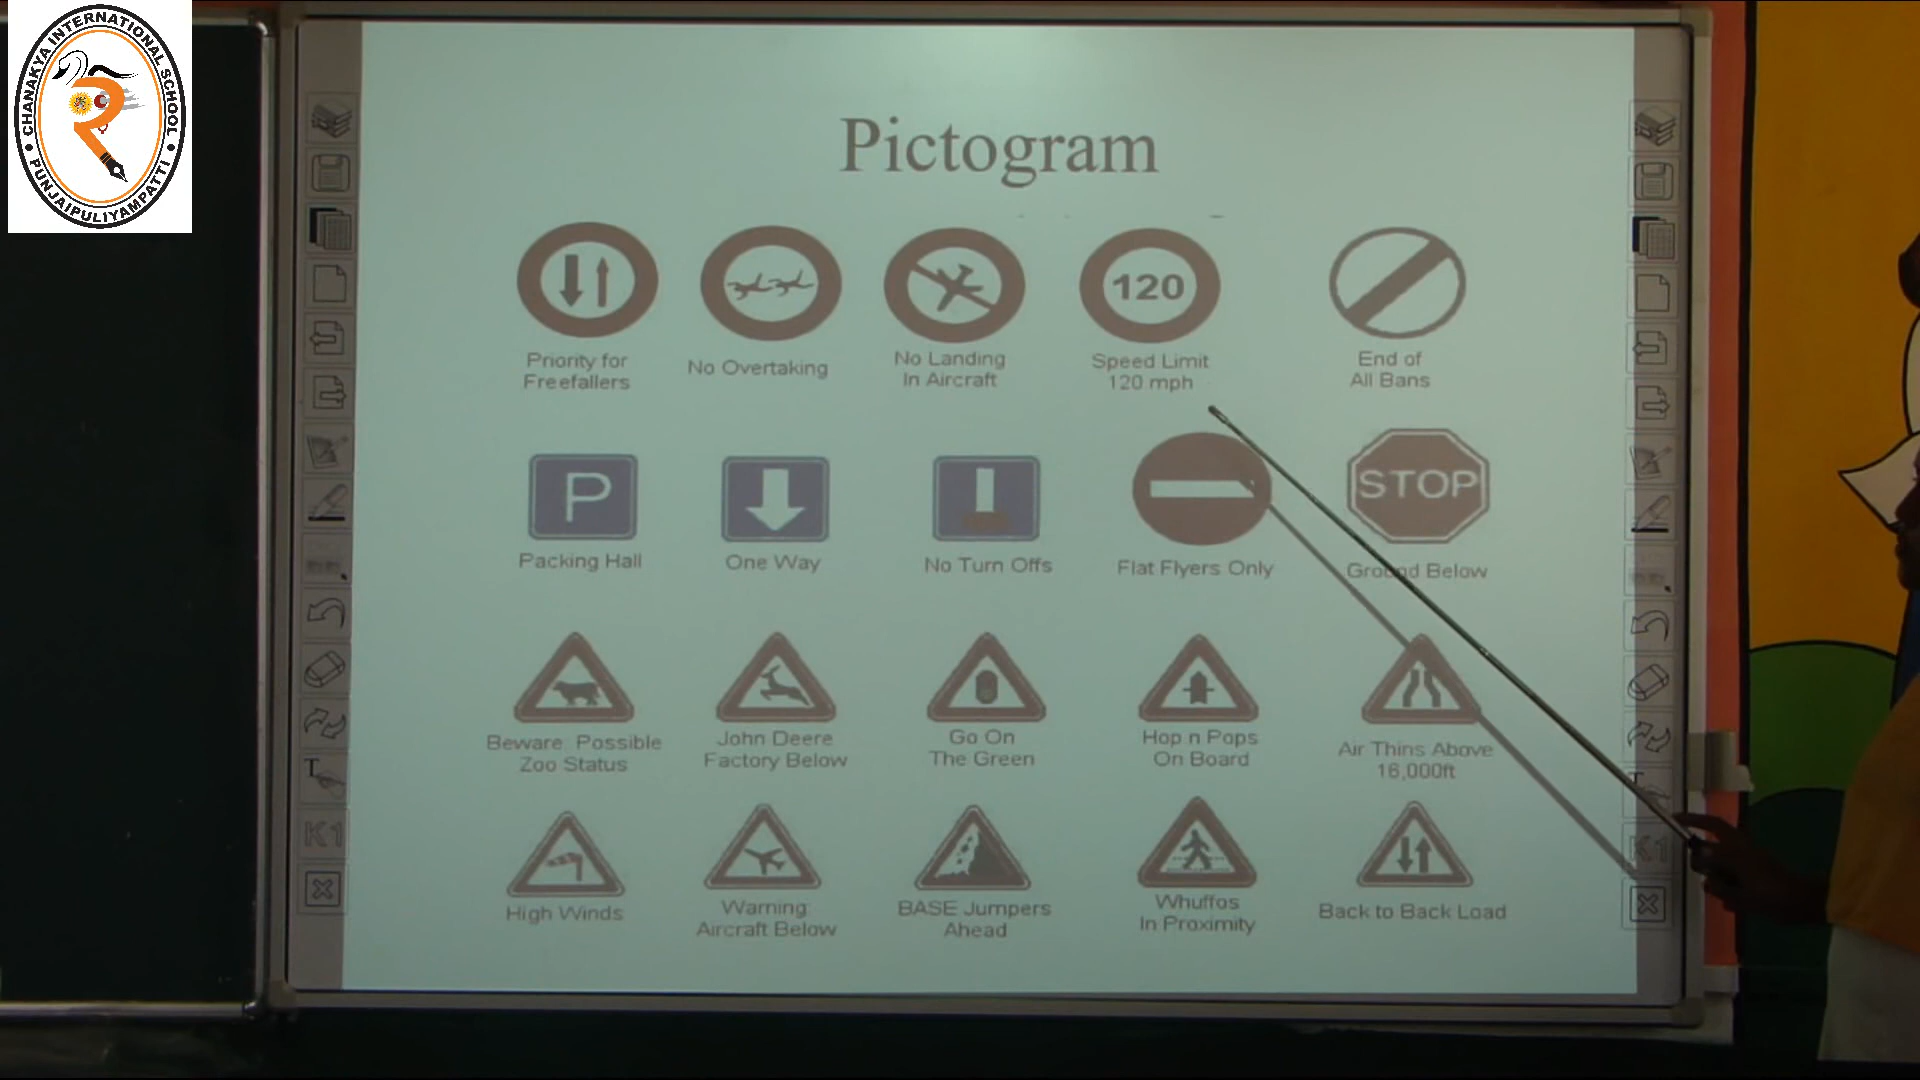 CHANAKYA INTERNATIONAL SCHOOL
PUNJAIPULIYAMPATTI
Pictogram
120
Priority for
Freefallers
No Overtaking
No Landing
In Aircraft
Speed Limit
120 mph
End of
All Bans
P
STOP
Packing Hall
One Way
No Turn Offs
Flat Flyers Only
Ground Below
Beware: Possible
Zoo Status
John Deere
Factory Below
Go On
The Green
Hop n Pops
On Board
Air Thins Above
16,000ft
High Winds
Warning:
Aircraft Below
BASE Jumpers
Ahead
Whuffos
In Proximity
Back to Back Load
T
K1
T
K1